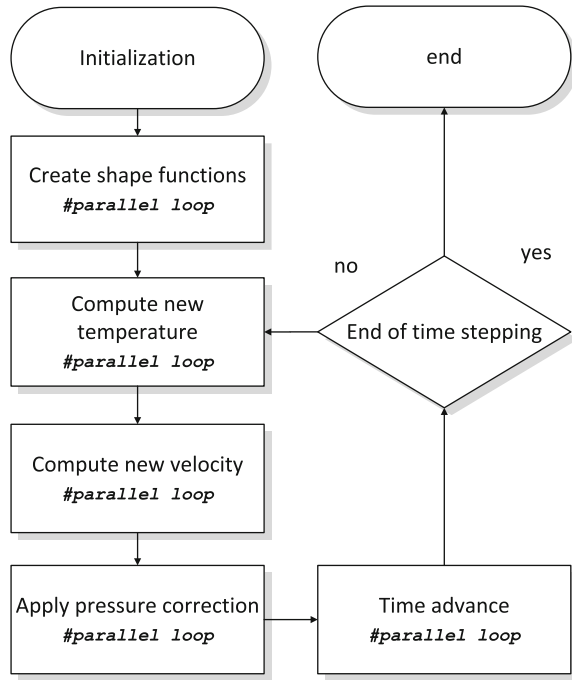 Initialization
Create shape functions
#parallel loop
Compute new
temperature
#parallel loop
Compute new velocity
#parallel loop
Apply pressure correction
#parallel loop
Time advance
#parallel loop
End of time stepping
no
yes
end